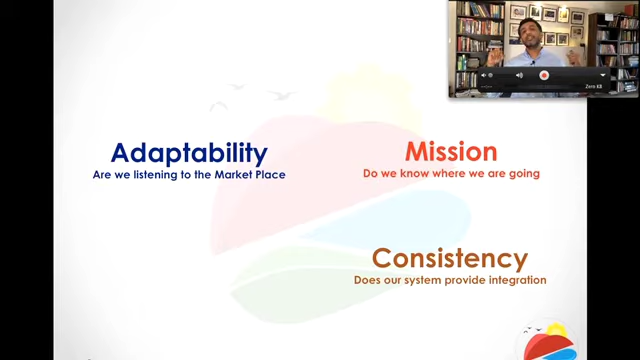 Adaptability
Are we listening to the Market Place
Mission
Do we know where we are going
Consistency
Does our system provide integration